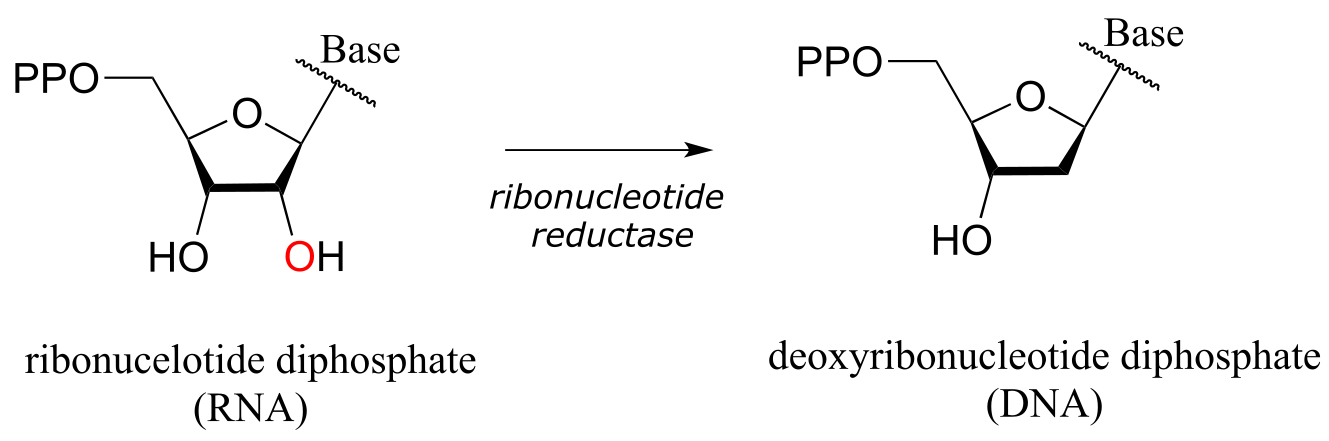 Base
PPO
O
HO
OH
ribonucleotide
reductase
Base
PPO
O
HO
ribonucelotide diphosphate
(RNA)
deoxyribonucleotide diphosphate
(DNA)